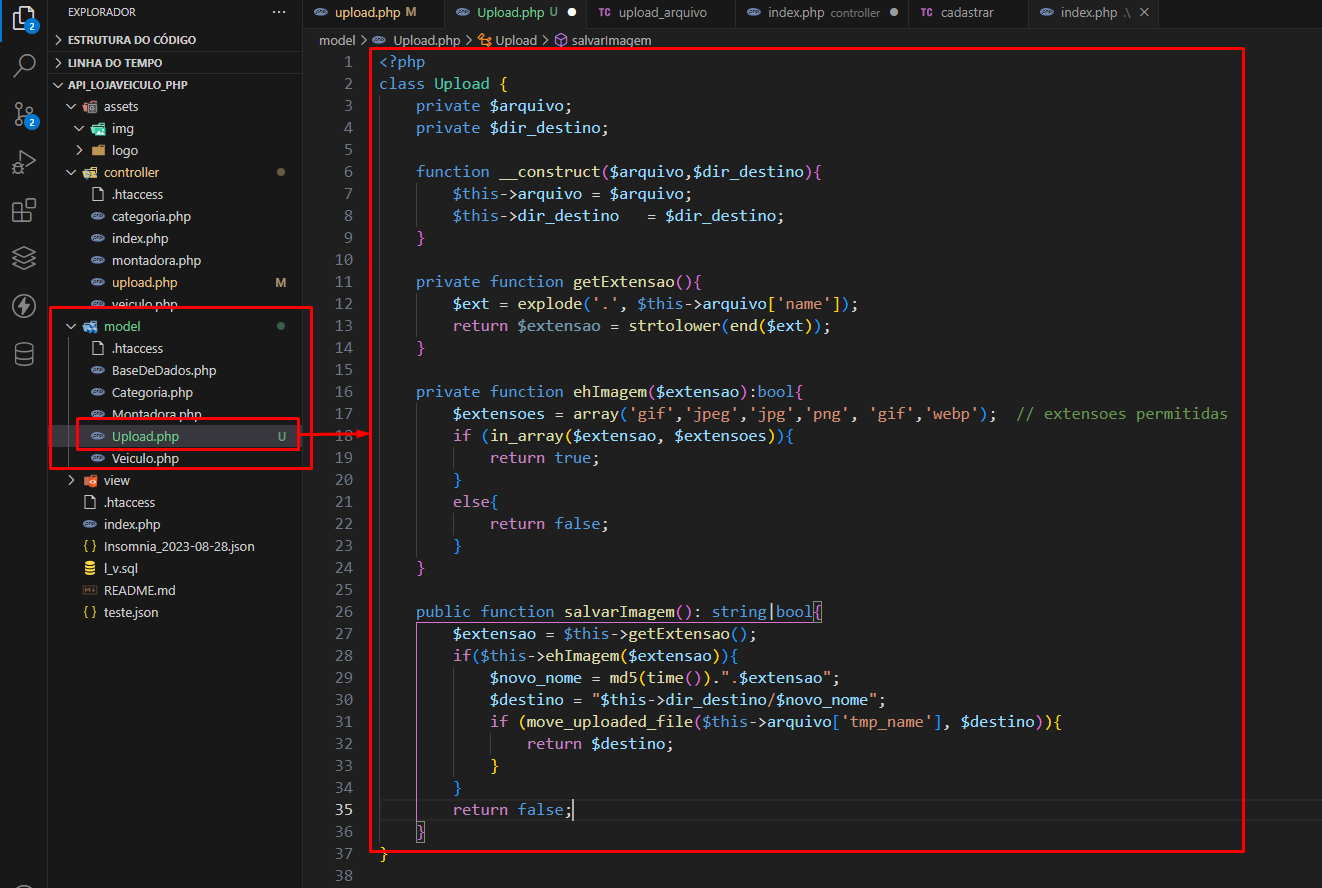 EXPLORADOR ...
ESTRUTURA DO CÓDIGO
LINHA DO TEMPO
API_LOJAVEICULO_PHP
assets
img
logo
controller
.htaccess
categoria.php
index.php
montadora.php
upload.php M
veiculo.php
model
.htaccess
BaseDeDados.php
Categoria.php
Montadora.php
Upload.php U
Veiculo.php
view
.htaccess
index.php
{ } Insomnia_2023-08-28.json
l_v.sql
README.md
{ } teste.json
2
2
upload.php M
Upload.php U
TC upload_arquivo
index.php controller
TC cadastrar
index.php .\
model > Upload.php > Upload > salvarImagem
1 <?php
2 class Upload {
3 private $arquivo;
4 private $dir_destino;
5
6 function __construct($arquivo,$dir_destino){
7 $this->arquivo = $arquivo;
8 $this->dir_destino   = $dir_destino;
9 }
10
11 private function getExtensao(){
12 $ext = explode('.', $this->arquivo['name']);
13 return $extensao = strtolower(end($ext));
14 }
15
16 private function ehImagem($extensao):bool{
17 $extensoes = array('gif','jpeg','jpg','png', 'gif','webp');  // extensoes permitidas
18 if (in_array($extensao, $extensoes)){
19 return true;
20 }
21 else{
22 return false;
23 }
24 }
25
26 public function salvarImagem(): string|bool{
27 $extensao = $this->getExtensao();
28 if($this->ehImagem($extensao)){
29 $novo_nome = md5(time()).".$extensao";
30 $destino = "$this->dir_destino/$novo_nome";
31 if (move_uploaded_file($this->arquivo['tmp_name'], $destino)){
32 return $destino;
33 }
34 }
35 return false;
36 }
37 }
38